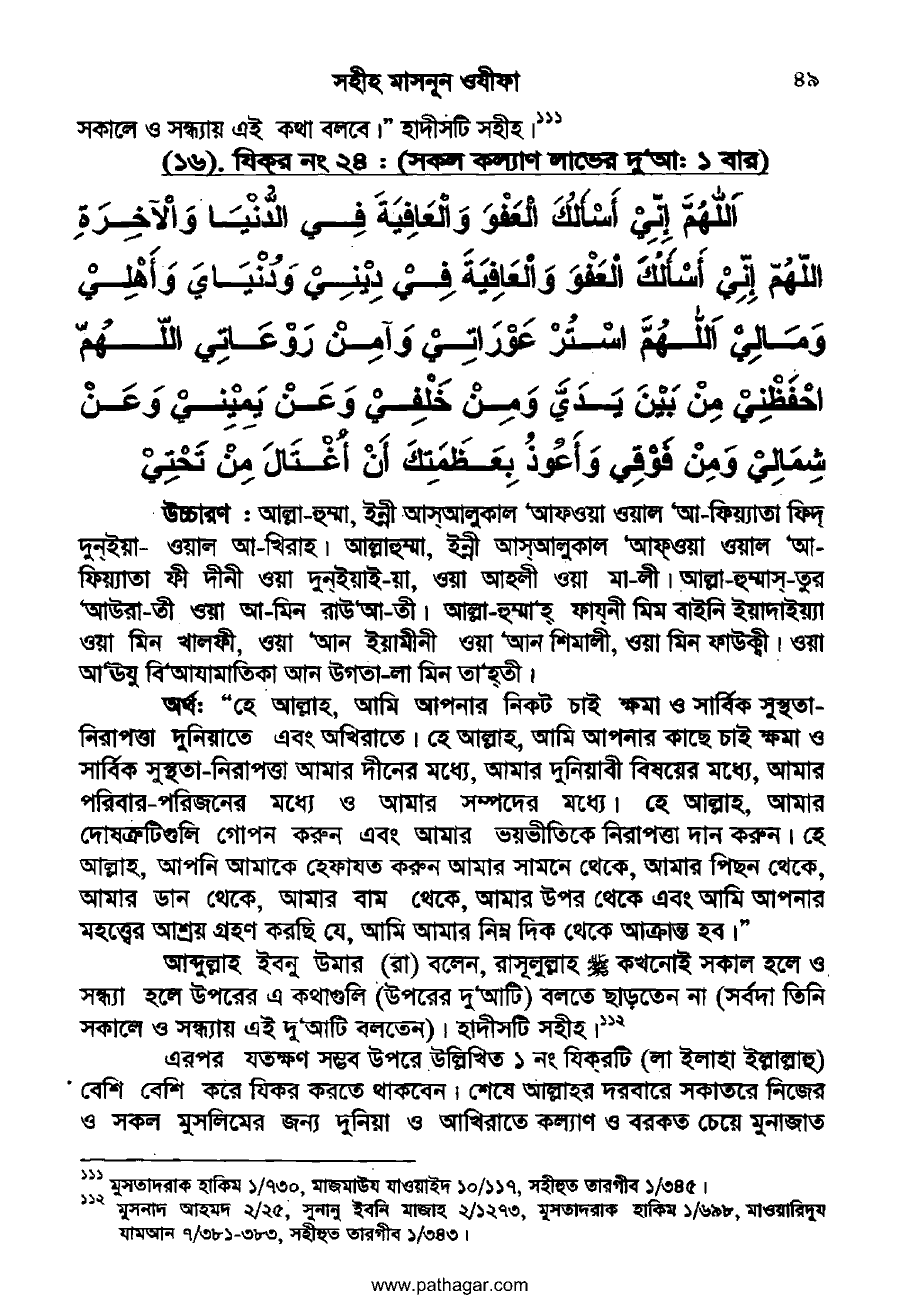 সহীহ মাসনূন ওযীফা ৪৯
সকালে ও সন্ধ্যায় এই কথা বলবে।” হাদীসটি সহীহ।১১১
(১৬). যিক্‌র নং ২৪ : (সকল কল্যাণ লাভের দু‘আ: ১ বার)
اَللّٰهُمَّ إِنِّيْ أَسْأَلُكَ الْعَفْوَ وَالْعَافِيَةَ فِي الدُّنْيَا وَالْآخِرَةِ
اللّهُمّ إِنِّيْ أَسْأَلُكَ الْعَفْوَ وَالْعَافِيَةَ فِيْ دِيْنِيْ وَدُنْيَايَ وَأَهْلِيْ
وَمَالِيْ اَللّٰهُمَّ اسْتُرْ عَوْرَاتِيْ وَآمِنْ رَوْعَاتِي اللّهُمّ
احْفَظْنِيْ مِنْ بَيْنَ يَدَيَّ وَمِنْ خَلْفِيْ وَعَنْ يَمِيْنِيْ وَعَنْ
شِمَالِيْ وَمِنْ فَوْقِي وَأَعُوذُ بِعَظَمَتِكَ أَنْ أُغْتَالَ مِنْ تَحْتِيْ
উচ্চারণ : আল্লা-হুম্মা, ইন্নী আস্‌আলুকাল ‘আফওয়া ওয়াল ‘আ-ফিয়্যাতা ফিদ্
দুন্‌ইয়া- ওয়াল আ-খিরাহ। আল্লাহুম্মা, ইন্নী আস্‌আলুকাল ‘আফ্‌ওয়া ওয়াল ‘আ-
ফিয়্যাতা ফী দীনী ওয়া দুন্‌ইয়াই-য়া, ওয়া আহলী ওয়া মা-লী। আল্লা-হুম্মাস্-তুর
‘আউরা-তী ওয়া আ-মিন রাউ‘আ-তী। আল্লা-হুম্মা‘হ্ ফাযনী মিম বাইনি ইয়াদাইয়্যা
ওয়া মিন খালফী, ওয়া ‘আন ইয়ামীনী ওয়া ‘আন শিমালী, ওয়া মিন ফাউক্বী। ওয়া
আ‘ঊযু বি‘আযামাতিকা আন উগতা-লা মিন তা‘হ্‌তী।
অর্থ: “হে আল্লাহ, আমি আপনার নিকট চাই ক্ষমা ও সার্বিক সুস্থতা-
নিরাপত্তা দুনিয়াতে এবং অখিরাতে। হে আল্লাহ, আমি আপনার কাছে চাই ক্ষমা ও
সার্বিক সুস্থতা-নিরাপত্তা আমার দীনের মধ্যে, আমার দুনিয়াবী বিষয়ের মধ্যে, আমার
পরিবার-পরিজনের মধ্যে ও আমার সম্পদের মধ্যে। হে আল্লাহ, আমার
দোষত্রুটিগুলি গোপন করুন এবং আমার ভয়ভীতিকে নিরাপত্তা দান করুন। হে
আল্লাহ, আপনি আমাকে হেফাযত করুন আমার সামনে থেকে, আমার পিছন থেকে,
আমার ডান থেকে, আমার বাম থেকে, আমার উপর থেকে এবং আমি আপনার
মহত্ত্বের আশ্রয় গ্রহণ করছি যে, আমি আমার নিম্ন দিক থেকে আক্রান্ত হব।”
আব্দুল্লাহ ইবনু উমার (রা) বলেন, রাসূলুল্লাহ ﷺ কখনোই সকাল হলে ও
সন্ধ্যা হলে উপরের এ কথাগুলি (উপরের দু‘আটি) বলতে ছাড়তেন না (সর্বদা তিনি
সকালে ও সন্ধ্যায় এই দু‘আটি বলতেন)। হাদীসটি সহীহ।১১২
এরপর যতক্ষণ সম্ভব উপরে উল্লিখিত ১ নং যিক্‌রটি (লা ইলাহা ইল্লাল্লাহু)
বেশি বেশি করে যিকর করতে থাকবেন। শেষে আল্লাহর দরবারে সকাতরে নিজের
ও সকল মুসলিমের জন্য দুনিয়া ও আখিরাতে কল্যাণ ও বরকত চেয়ে মুনাজাত
১১১ মুসতাদরাক হাকিম ১/৭৩০, মাজমাউয যাওয়াইদ ১০/১১৭, সহীহুত তারগীব ১/৩৪৫।
১১২ মুসনাদ আহমদ ২/২৫, সুনানু ইবনি মাজাহ ২/১২৭৩, মুসতাদরাক হাকিম ১/৬৯৮, মাওয়ারিদুয
যামআন ৭/৩৮১-৩৮৩, সহীহুত তারগীব ১/৩৪৩।
www.pathagar.com